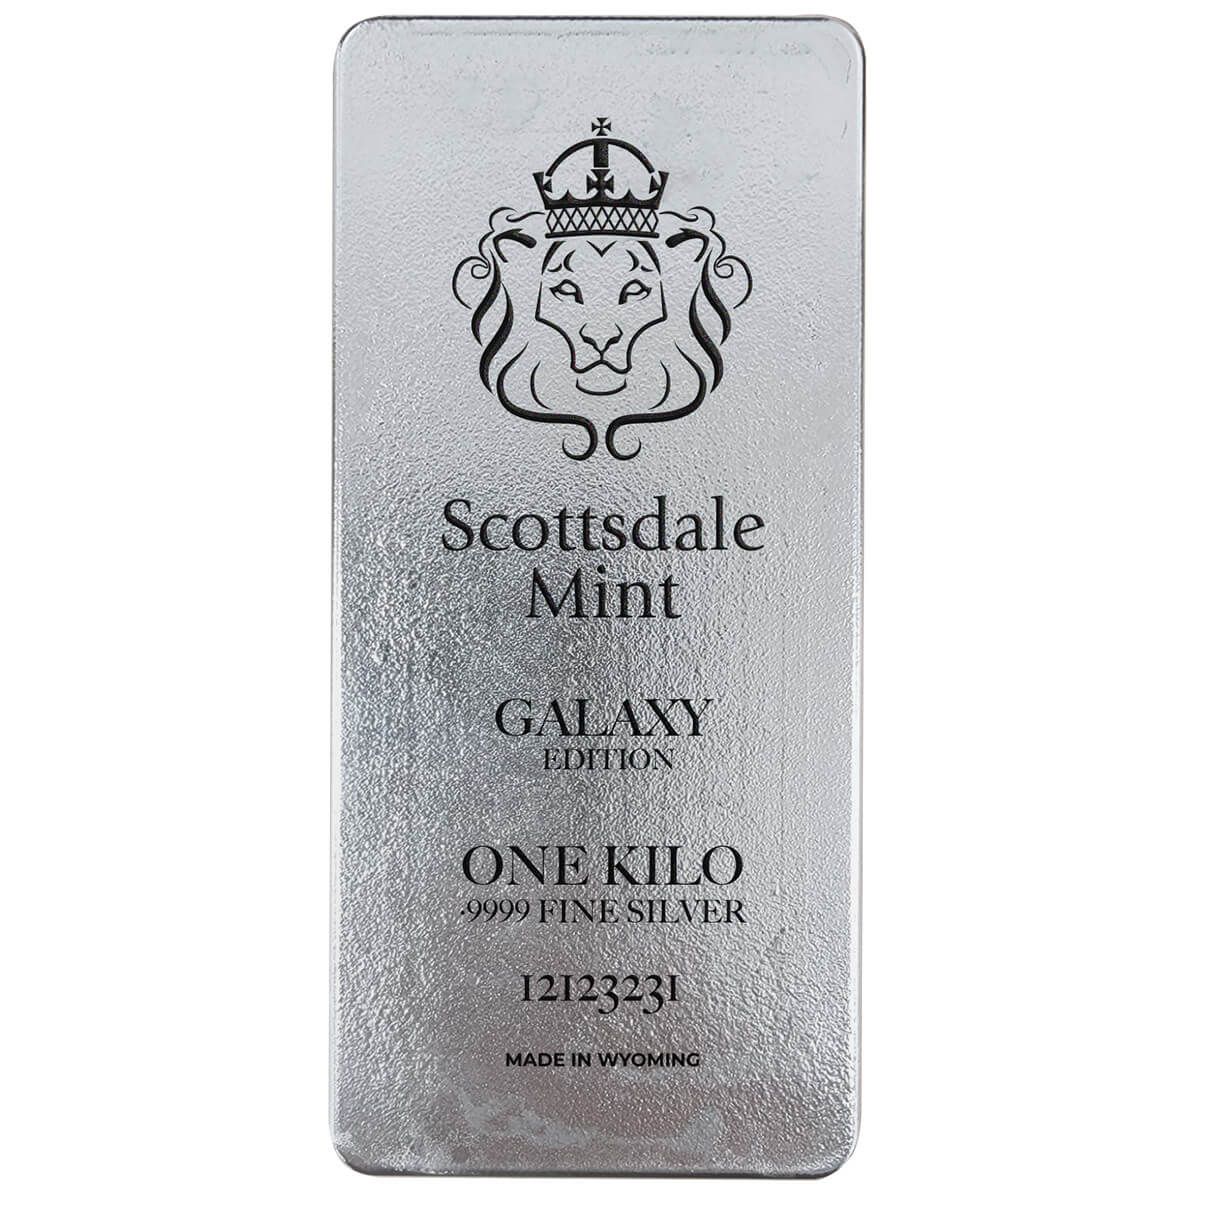 Scottsdale
Mint
GALAXY
EDITION
ONE KILO
.9999 FINE SILVER
12123231
MADE IN WYOMING